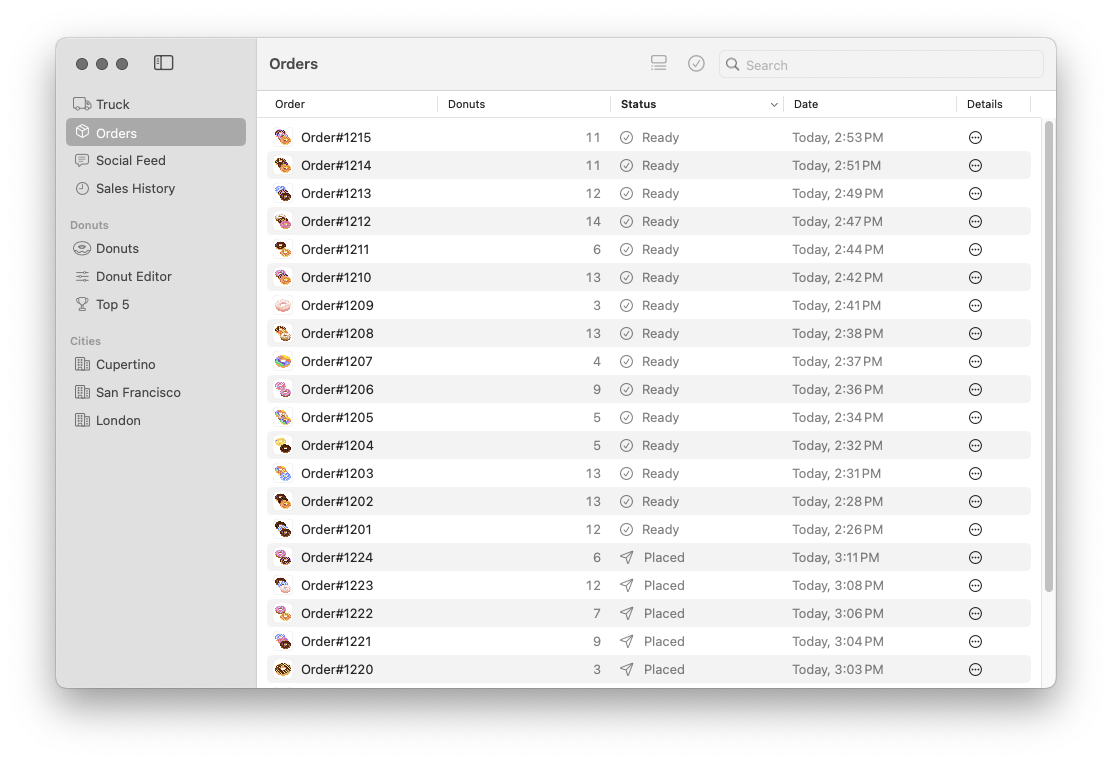 Truck
Orders
Social Feed
Sales History
Donuts
Donuts
Donut Editor
Top 5
Cities
Cupertino
San Francisco
London
Orders
Search
Order Donuts Status Date Details
Order#1215 11 Ready Today, 2:53 PM
Order#1214 11 Ready Today, 2:51 PM
Order#1213 12 Ready Today, 2:49 PM
Order#1212 14 Ready Today, 2:47 PM
Order#1211 6 Ready Today, 2:44 PM
Order#1210 13 Ready Today, 2:42 PM
Order#1209 3 Ready Today, 2:41 PM
Order#1208 13 Ready Today, 2:38 PM
Order#1207 4 Ready Today, 2:37 PM
Order#1206 9 Ready Today, 2:36 PM
Order#1205 5 Ready Today, 2:34 PM
Order#1204 5 Ready Today, 2:32 PM
Order#1203 13 Ready Today, 2:31 PM
Order#1202 13 Ready Today, 2:28 PM
Order#1201 12 Ready Today, 2:26 PM
Order#1224 6 Placed Today, 3:11 PM
Order#1223 12 Placed Today, 3:08 PM
Order#1222 7 Placed Today, 3:06 PM
Order#1221 9 Placed Today, 3:04 PM
Order#1220 3 Placed Today, 3:03 PM